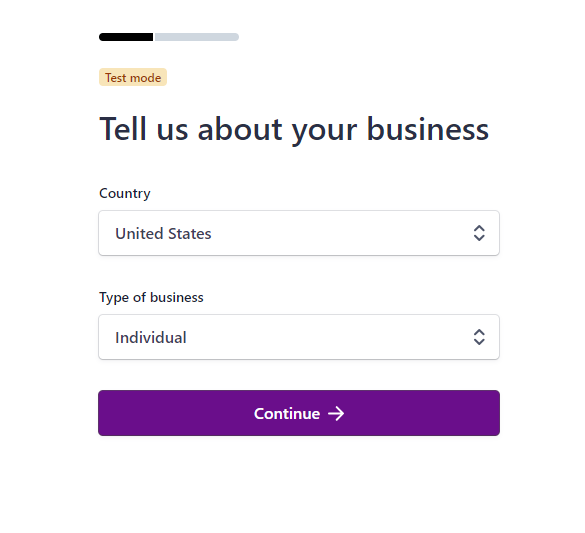 Test mode
Tell us about your business
Country
United States
Type of business
Individual
Continue